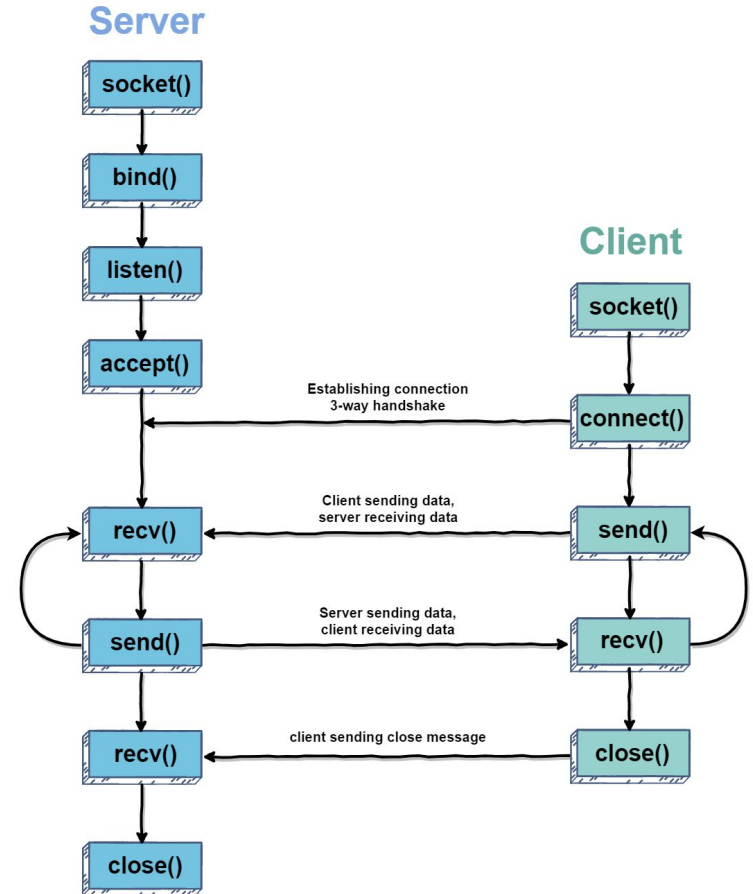 Server
socket()
bind()
listen()
accept()
Client
socket()
Establishing connection
3-way handshake
connect()
Client sending data,
server receiving data
recv()
send()
Server sending data,
client receiving data
send()
recv()
recv()
client sending close message
close()
close()